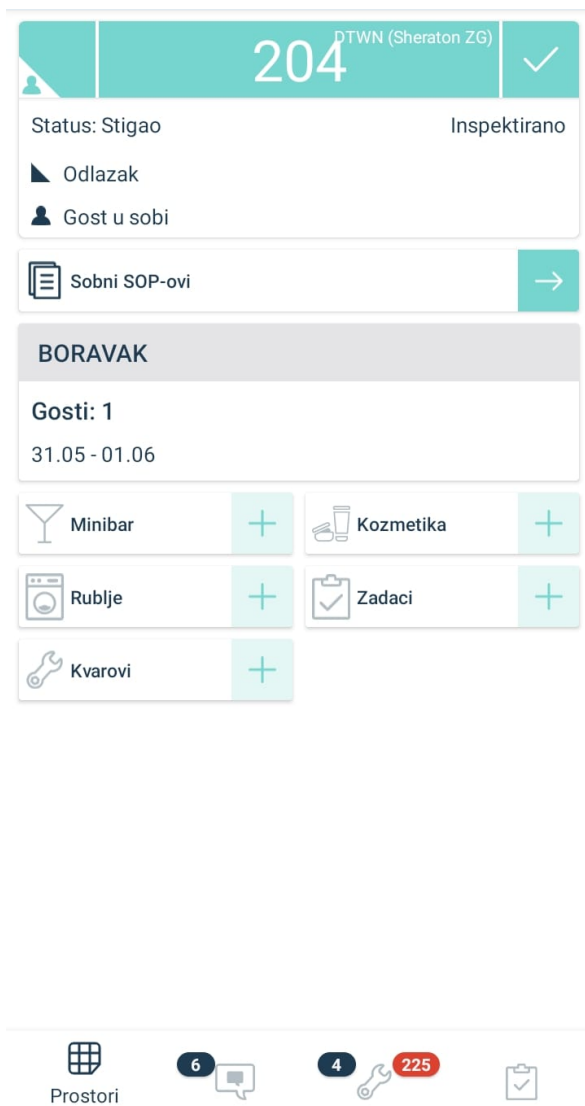 204
DTWN (Sheraton ZG)
Status: Stigao
Inspektirano
Odlazak
Gost u sobi
Sobni SOP-ovi
BORAVAK
Gosti: 1
31.05 - 01.06
Minibar
Kozmetika
Rublje
Zadaci
Kvarovi
6
4
225
Prostori